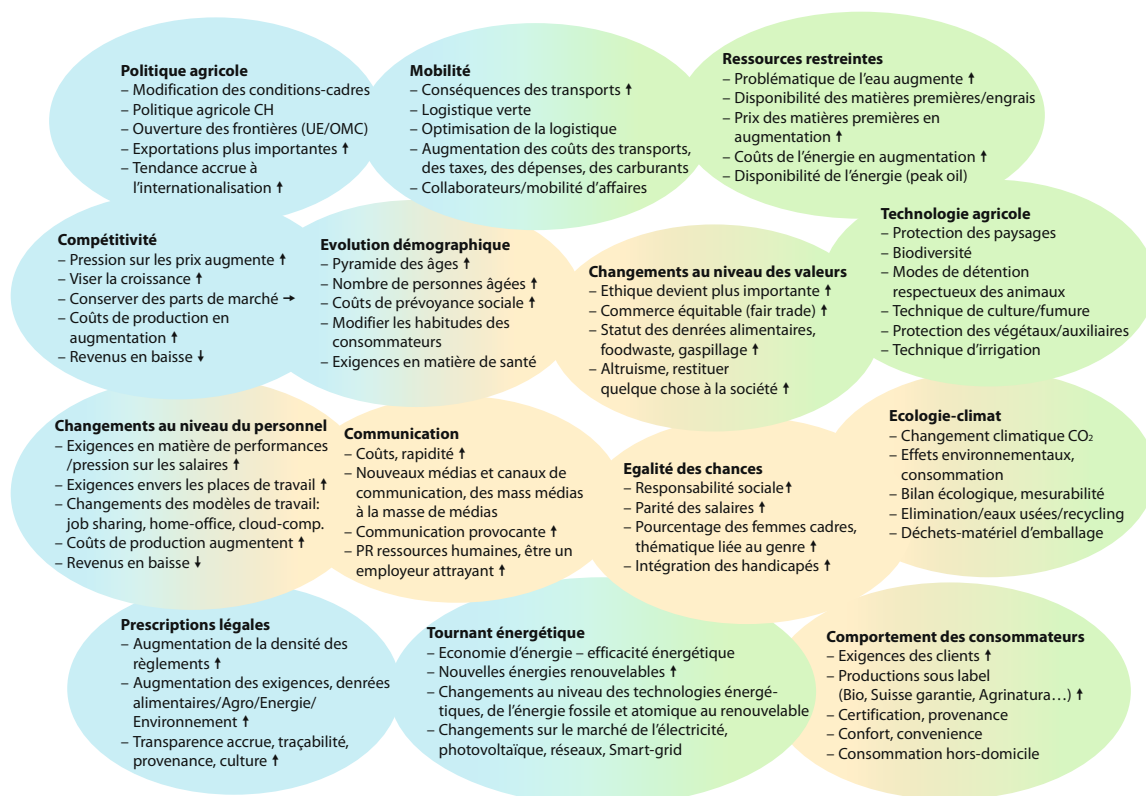 Politique agricole
– Modification des conditions-cadres
– Politique agricole CH
– Ouverture des frontières (UE/OMC)
– Exportations plus importantes ↑
– Tendance accrue à
l’internationalisation ↑
Mobilité
– Conséquences des transports ↑
– Logistique verte
– Optimisation de la logistique
– Augmentation des coûts des transports,
des taxes, des dépenses, des carburants
– Collaborateurs/mobilité d’affaires
Ressources restreintes
– Problématique de l’eau augmente ↑
– Disponibilité des matières premières/engrais
– Prix des matières premières en
augmentation ↑
– Coûts de l’énergie en augmentation ↑
– Disponibilité de l’énergie (peak oil)
Compétitivité
– Pression sur les prix augmente ↑
– Viser la croissance ↑
– Conserver des parts de marché →
– Coûts de production en
augmentation ↑
– Revenus en baisse ↓
Evolution démographique
– Pyramide des âges ↑
– Nombre de personnes âgées ↑
– Coûts de prévoyance sociale ↑
– Modifier les habitudes des
consommateurs
– Exigences en matière de santé
Changements au niveau des valeurs
– Ethique devient plus importante ↑
– Commerce équitable (fair trade) ↑
– Statut des denrées alimentaires,
foodwaste, gaspillage ↑
– Altruisme, restituer
quelque chose à la société ↑
Technologie agricole
– Protection des paysages
– Biodiversité
– Modes de détention
respectueux des animaux
– Technique de culture/fumure
– Protection des végétaux/auxiliaires
– Technique d’irrigation
Changements au niveau du personnel
– Exigences en matière de performances
/pression sur les salaires ↑
– Exigences envers les places de travail ↑
– Changements des modèles de travail:
job sharing, home-office, cloud-comp.
– Coûts de production augmentent ↑
– Revenus en baisse ↓
Communication
– Coûts, rapidité ↑
– Nouveaux médias et canaux de
communication, des mass médias
à la masse de médias
– Communication provocante ↑
– PR ressources humaines, être un
employeur attrayant ↑
Egalité des chances
– Responsabilité sociale↑
– Parité des salaires ↑
– Pourcentage des femmes cadres,
thématique liée au genre ↑
– Intégration des handicapés ↑
Ecologie-climat
– Changement climatique CO₂
– Effets environnementaux,
consommation
– Bilan écologique, mesurabilité
– Elimination/eaux usées/recycling
– Déchets-matériel d’emballage
Prescriptions légales
– Augmentation de la densité des
règlements ↑
– Augmentation des exigences, denrées
alimentaires/Agro/Energie/
Environnement ↑
– Transparence accrue, traçabilité,
provenance, culture ↑
Tournant énergétique
– Economie d’énergie – efficacité énergétique
– Nouvelles énergies renouvelables ↑
– Changements au niveau des technologies énergé-
tiques, de l’énergie fossile et atomique au renouvelable
– Changements sur le marché de l’électricité,
photovoltaïque, réseaux, Smart-grid
Comportement des consommateurs
– Exigences des clients ↑
– Productions sous label
(Bio, Suisse garantie, Agrinatura…) ↑
– Certification, provenance
– Confort, convenience
– Consommation hors-domicile